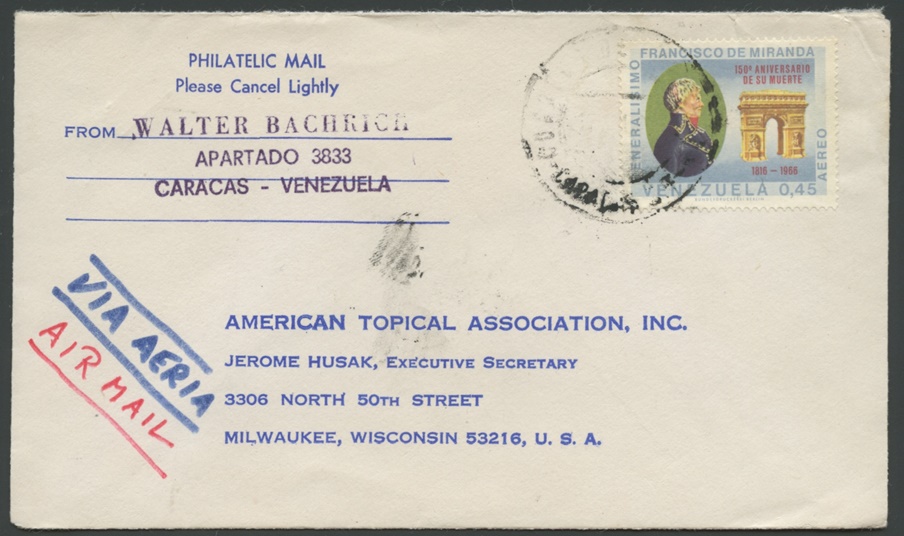 PHILATELIC MAIL
Please Cancel Lightly
FROM WALTER BACHRICH
APARTADO 3833
CARACAS - VENEZUELA
FRANCISCO DE MIRANDA
GENERALISIMO
150º ANIVERSARIO
DE SU MUERTE
1816 - 1966
AEREO
VENEZUELA 0,45
CARACAS
VIA AERIA
AIR MAIL
AMERICAN TOPICAL ASSOCIATION, INC.
JEROME HUSAK, EXECUTIVE SECRETARY
3306 NORTH 50TH STREET
MILWAUKEE, WISCONSIN 53216, U. S. A.